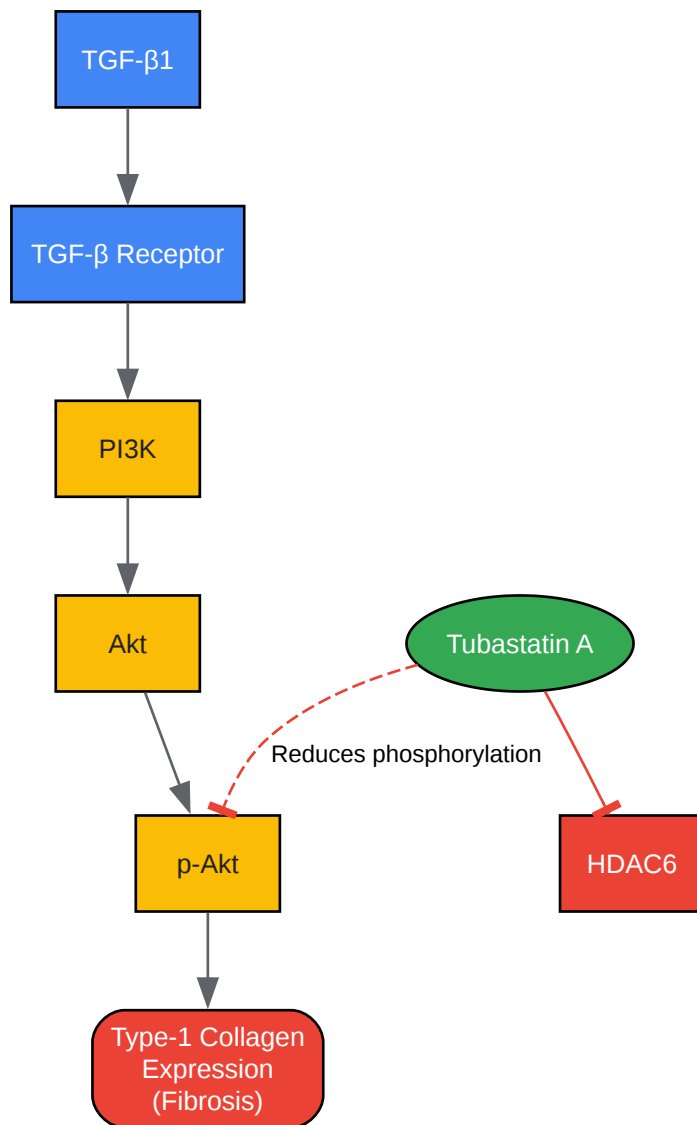 TGF-β1
TGF-β Receptor
PI3K
Akt
Tubastatin A
Reduces phosphorylation
p-Akt
HDAC6
Type-1 Collagen
Expression
(Fibrosis)